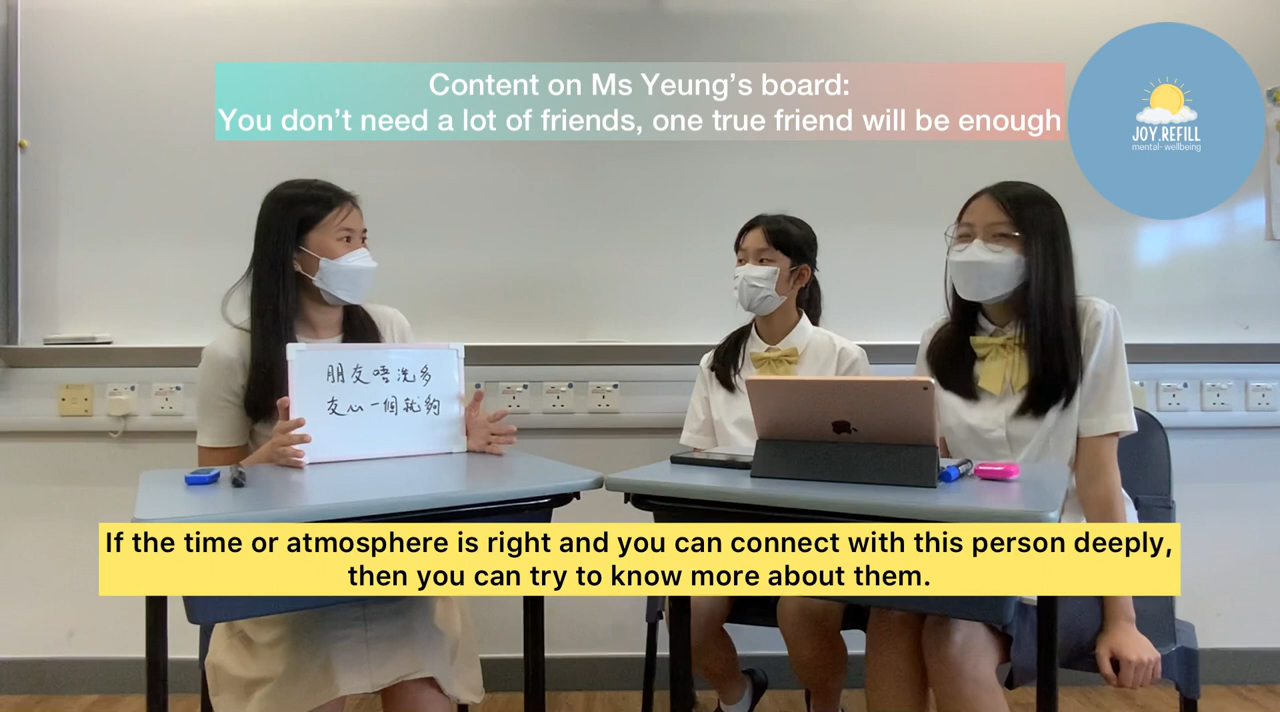 Content on Ms Yeung's board:
You don't need a lot of friends, one true friend will be enough
JOY.REFILL
mental· wellbeing
朋友唔洗多
友心一個就夠
If the time or atmosphere is right and you can connect with this person deeply,
then you can try to know more about them.